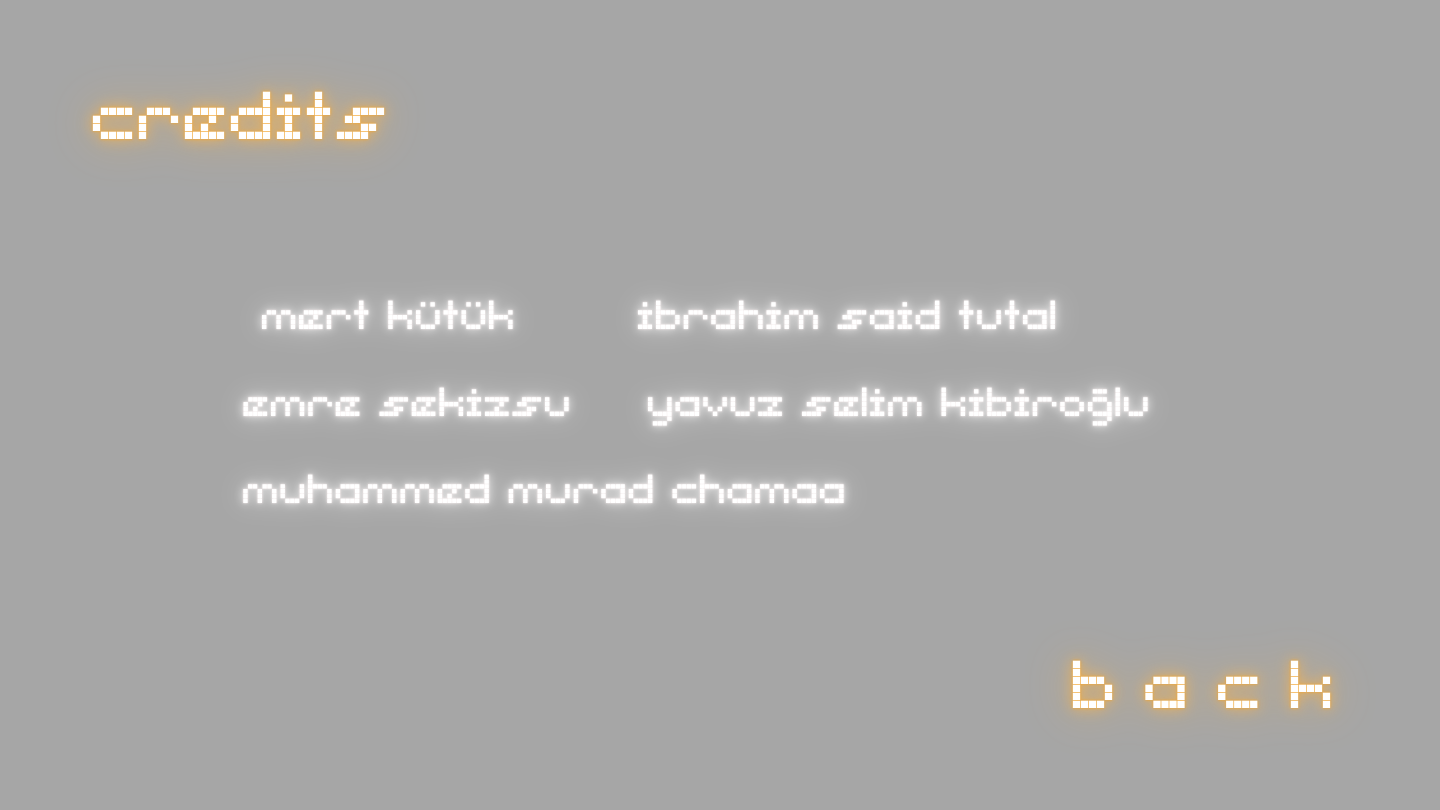 credits
mert kütük ibrahim said tutal
emre sekizsu yavuz selim kibiroğlu
muhammed murad chamaa
back